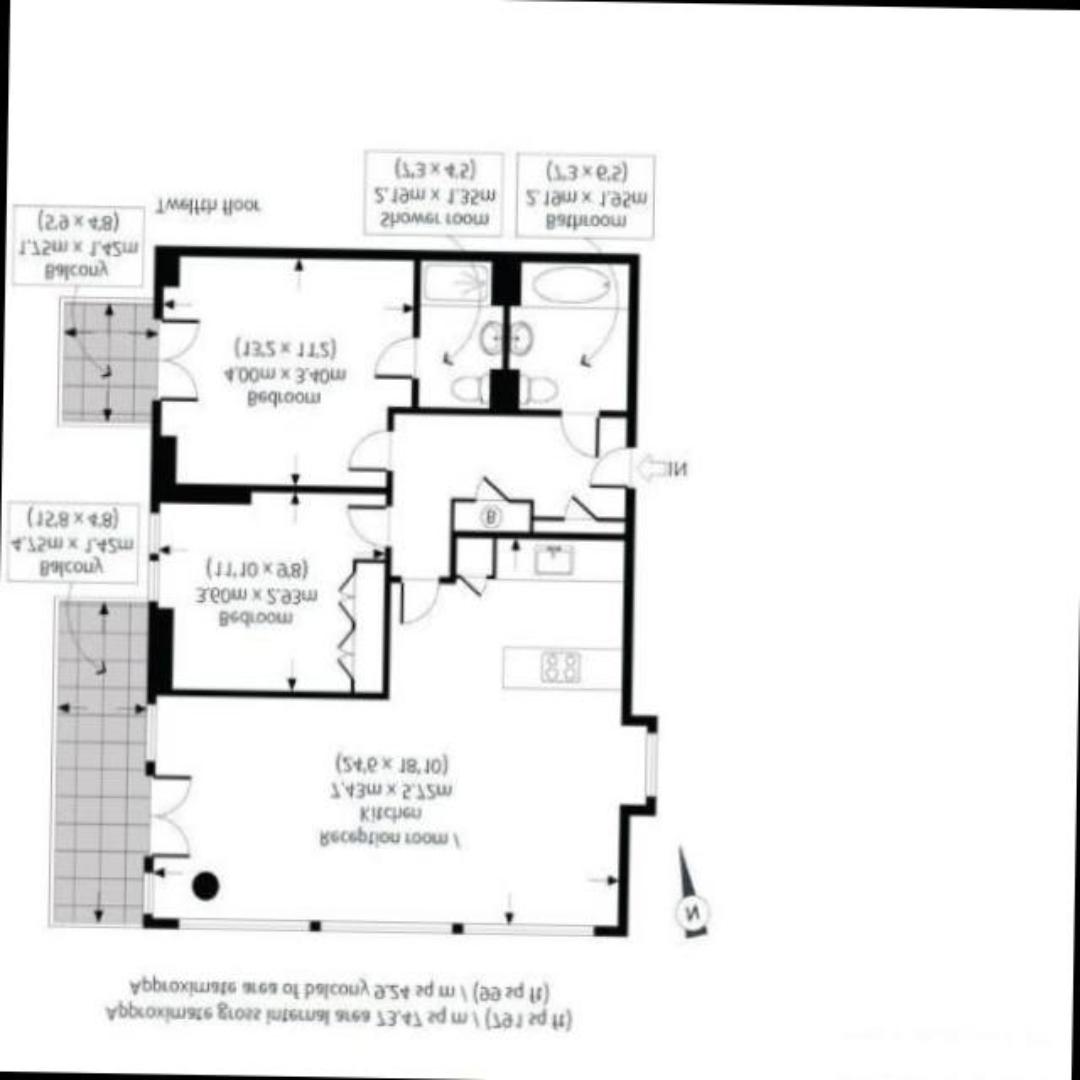 Approximate gross internal area 73.47 sq m / (791 sq ft)
Approximate area of balcony 9.24 sq m / (99 sq ft)
N
Reception room /
Kitchen
7.43m x 5.72m
(24'6 x 18'10)
Bedroom
3.60m x 2.93m
(11'10 x 9'8)
Balcony
4.75m x 1.42m
(15'8 x 4'8)
B
IN
Bedroom
4.00m x 3.40m
(13'2 x 11'2)
Balcony
1.75m x 1.42m
(5'9 x 4'8)
Twelfth floor
Shower room
2.19m x 1.35m
(7'3 x 4'5)
Bathroom
2.19m x 1.95m
(7'3 x 6'5)